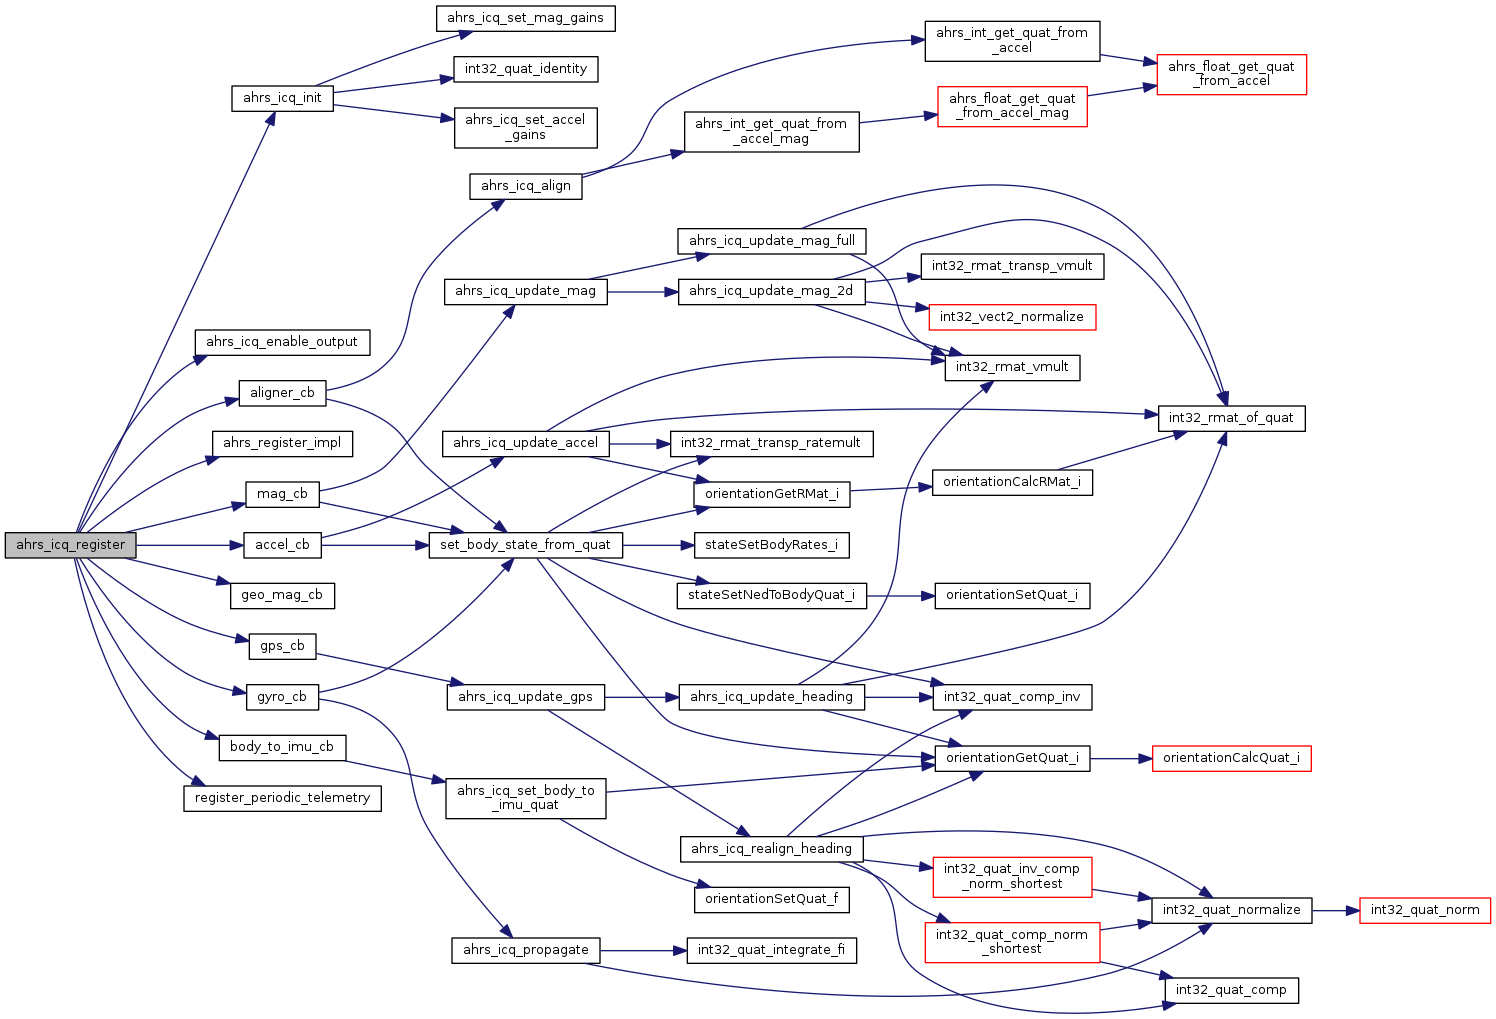 ahrs_icq_register
ahrs_icq_init
ahrs_icq_enable_output
aligner_cb
ahrs_register_impl
mag_cb
accel_cb
geo_mag_cb
gps_cb
gyro_cb
body_to_imu_cb
register_periodic_telemetry
ahrs_icq_set_mag_gains
int32_quat_identity
ahrs_icq_set_accel
_gains
ahrs_icq_align
ahrs_icq_update_mag
ahrs_icq_update_accel
set_body_state_from_quat
ahrs_icq_update_gps
ahrs_icq_set_body_to
_imu_quat
ahrs_icq_propagate
ahrs_int_get_quat_from
_accel_mag
ahrs_icq_update_mag_full
ahrs_icq_update_mag_2d
int32_rmat_transp_ratemult
orientationGetRMat_i
stateSetBodyRates_i
stateSetNedToBodyQuat_i
ahrs_icq_update_heading
ahrs_icq_realign_heading
orientationSetQuat_f
int32_quat_integrate_fi
ahrs_int_get_quat_from
_accel
ahrs_float_get_quat
_from_accel_mag
int32_rmat_transp_vmult
int32_vect2_normalize
int32_rmat_vmult
orientationCalcRMat_i
orientationSetQuat_i
int32_quat_comp_inv
orientationGetQuat_i
int32_quat_inv_comp
_norm_shortest
int32_quat_comp_norm
_shortest
ahrs_float_get_quat
_from_accel
int32_rmat_of_quat
orientationCalcQuat_i
int32_quat_normalize
int32_quat_comp
int32_quat_norm